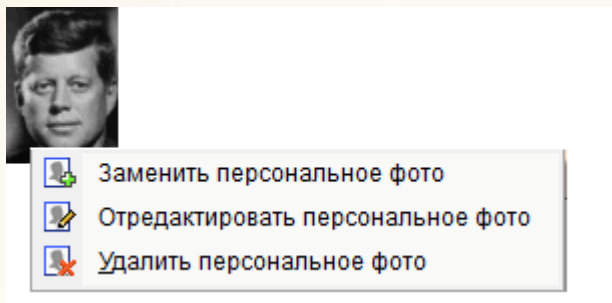 Заменить персональное фото
Отредактировать персональное фото
Удалить персональное фото